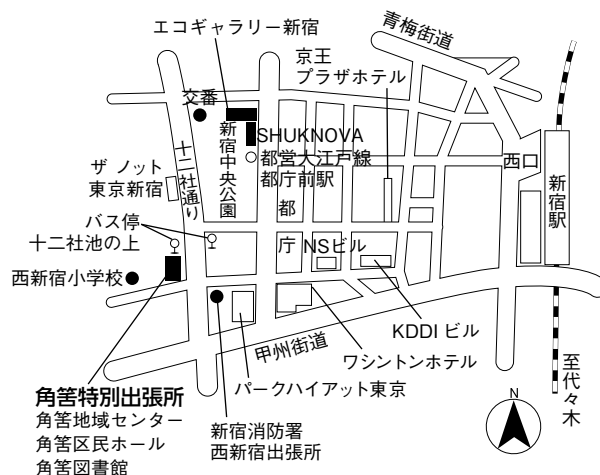 エコギャラリー新宿
青梅街道
京王
プラザホテル
交番
新宿中央公園
SHUKNOVA
都営大江戸線
都庁前駅
十二社通り
西口
新宿駅
ザ ノット
東京新宿
都庁
バス停
十二社池の上
NSビル
西新宿小学校
KDDI ビル
甲州街道
ワシントンホテル
パークハイアット東京
至代々木
角筈特別出張所
角筈地域センター
角筈区民ホール
角筈図書館
新宿消防署
西新宿出張所
N